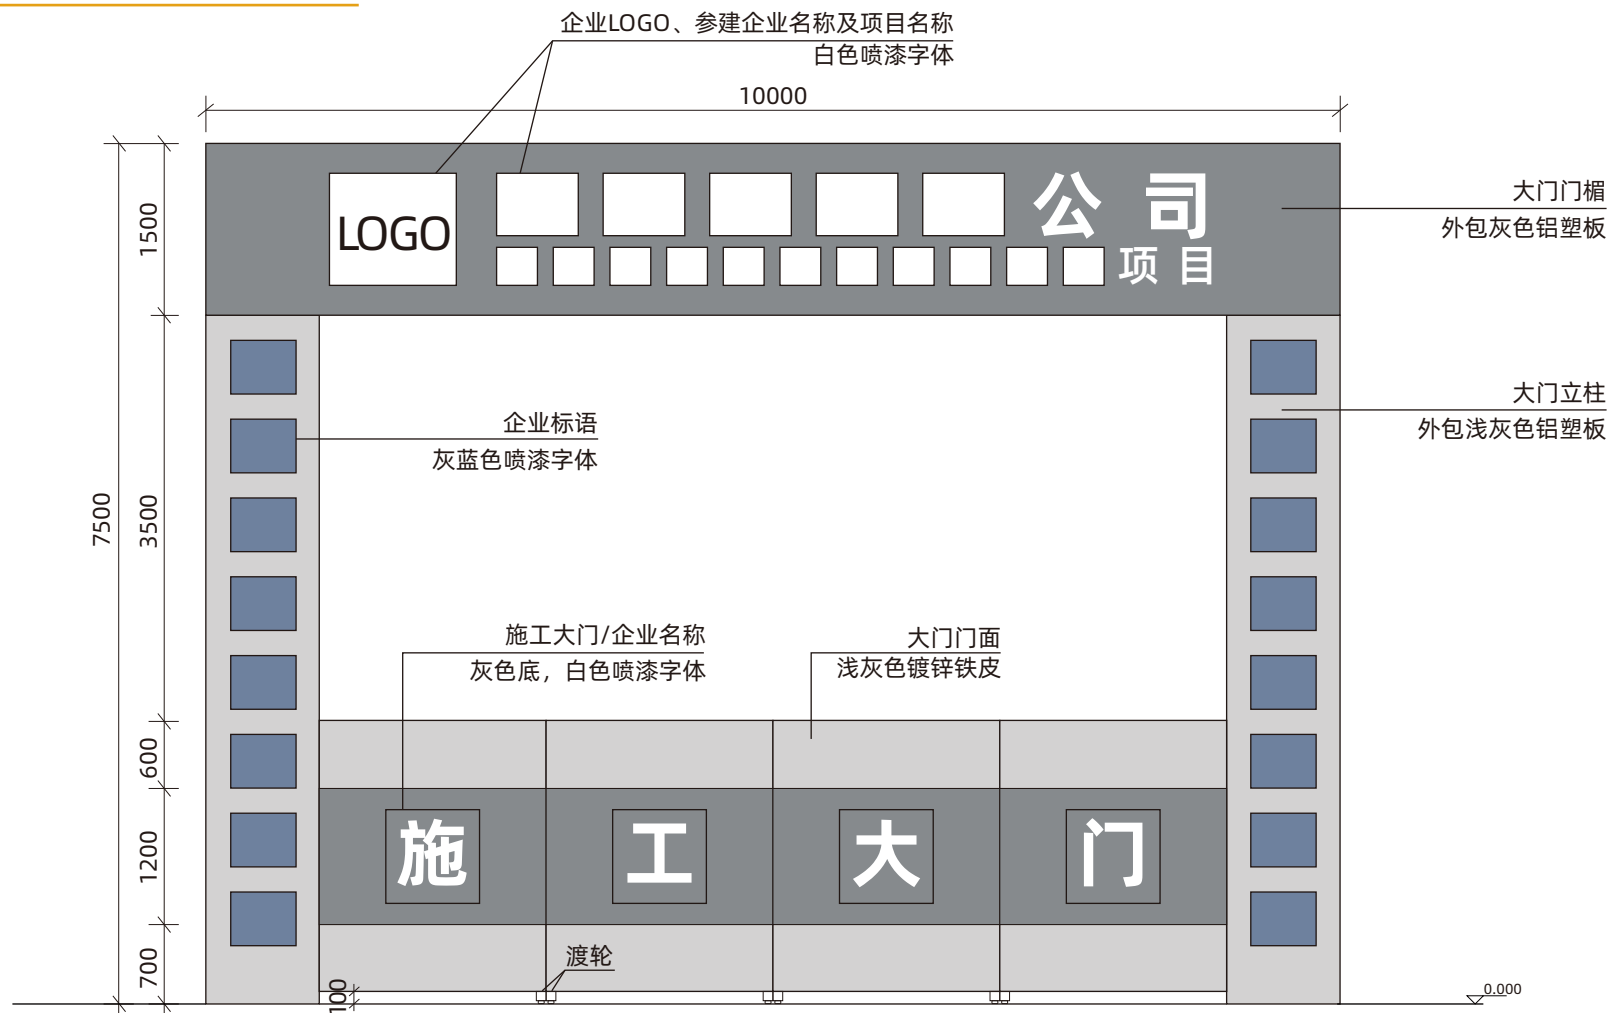 企业LOGO、参建企业名称及项目名称
白色喷漆字体
10000
LOGO
公司
项目
大门门楣
外包灰色铝塑板
1500
大门立柱
外包浅灰色铝塑板
企业标语
灰蓝色喷漆字体
7500
3500
施工大门/企业名称
灰色底，白色喷漆字体
大门门面
浅灰色镀锌铁皮
600
1200
施工大门
700
渡轮
100
0.000